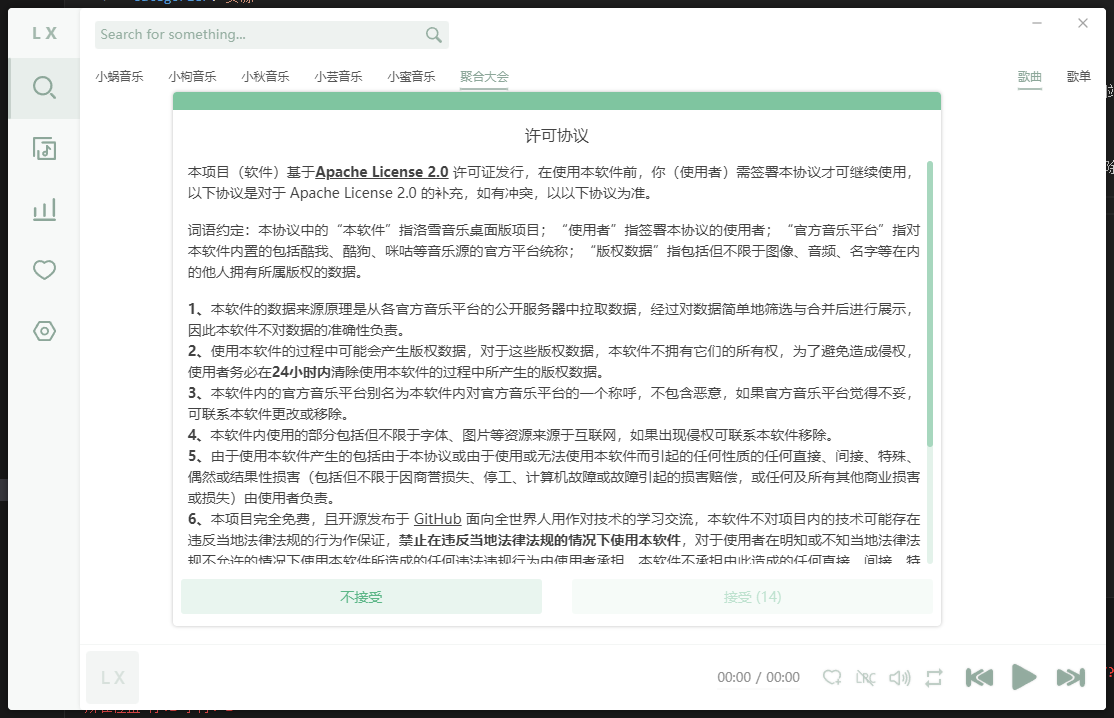 L X
Search for something...
小蜗音乐 小枸音乐 小秋音乐 小芸音乐 小蜜音乐 聚合大会 歌曲 歌单
许可协议
本项目（软件）基于Apache License 2.0 许可证发行，在使用本软件前，你（使用者）需签署本协议才可继续使用，
以下协议是对于 Apache License 2.0 的补充，如有冲突，以以下协议为准。
词语约定：本协议中的“本软件”指洛雪音乐桌面版项目；“使用者”指签署本协议的使用者；“官方音乐平台”指对
本软件内置的包括酷我、酷狗、咪咕等音乐源的官方平台统称；“版权数据”指包括但不限于图像、音频、名字等在内
的他人拥有所属版权的数据。
1、本软件的数据来源原理是从各官方音乐平台的公开服务器中拉取数据，经过对数据简单地筛选与合并后进行展示，
因此本软件不对数据的准确性负责。
2、使用本软件的过程中可能会产生版权数据，对于这些版权数据，本软件不拥有它们的所有权，为了避免造成侵权，
使用者务必在24小时内清除使用本软件的过程中所产生的版权数据。
3、本软件内的官方音乐平台别名为本软件内对官方音乐平台的一个称呼，不包含恶意，如果官方音乐平台觉得不妥，
可联系本软件更改或移除。
4、本软件内使用的部分包括但不限于字体、图片等资源来源于互联网，如果出现侵权可联系本软件移除。
5、由于使用本软件产生的包括由于本协议或由于使用或无法使用本软件而引起的任何性质的任何直接、间接、特殊、
偶然或结果性损害（包括但不限于因商誉损失、停工、计算机故障或故障引起的损害赔偿，或任何及所有其他商业损害
或损失）由使用者负责。
6、本项目完全免费，且开源发布于 GitHub 面向全世界人用作对技术的学习交流，本软件不对项目内的技术可能存在
违反当地法律法规的行为作保证，禁止在违反当地法律法规的情况下使用本软件，对于使用者在明知或不知当地法律法
规不允许的情况下使用本软件所造成的任何违法违规行为由使用者承担，本软件不承担由此造成的任何直接、间接、特
不接受 接受 (14)
L X
00:00 / 00:00
LRC